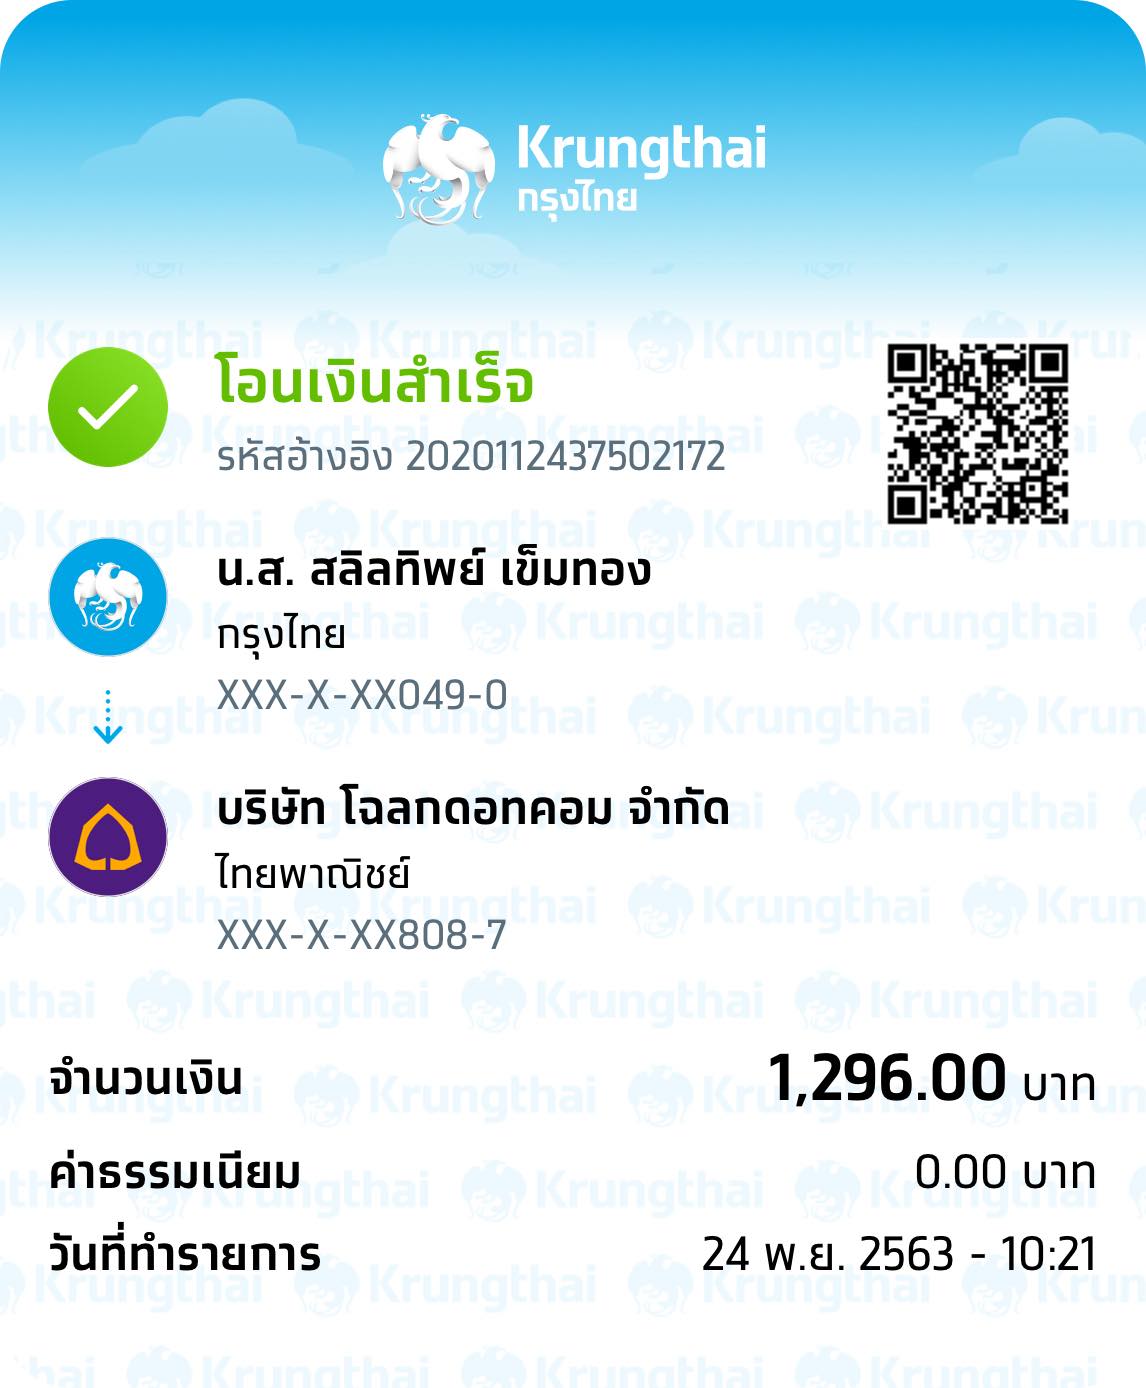 Krungthai
กรุงไทย
โอนเงินสำเร็จ
รหัสอ้างอิง 2020112437502172
น.ส. สลิลทิพย์ เข็มทอง
กรุงไทย
XXX-X-XX049-0
บริษัท โฉลกดอทคอม จำกัด
ไทยพาณิชย์
XXX-X-XX808-7
จำนวนเงิน 1,296.00 บาท
ค่าธรรมเนียม 0.00 บาท
วันที่ทำรายการ 24 พ.ย. 2563 - 10:21